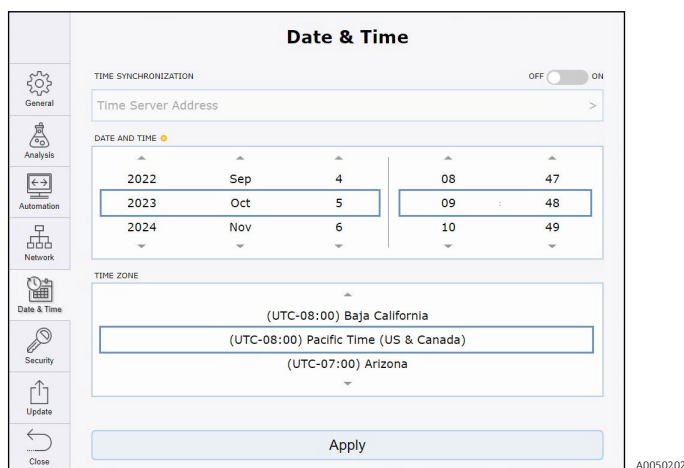 Date & Time
General
Analysis
Automation
Network
Date & Time
Security
Update
Close
TIME SYNCHRONIZATION
OFF ON
Time Server Address >
DATE AND TIME
2022 Sep 4 08 47
2023 Oct 5 09 : 48
2024 Nov 6 10 49
TIME ZONE
(UTC-08:00) Baja California
(UTC-08:00) Pacific Time (US & Canada)
(UTC-07:00) Arizona
Apply
A0050202